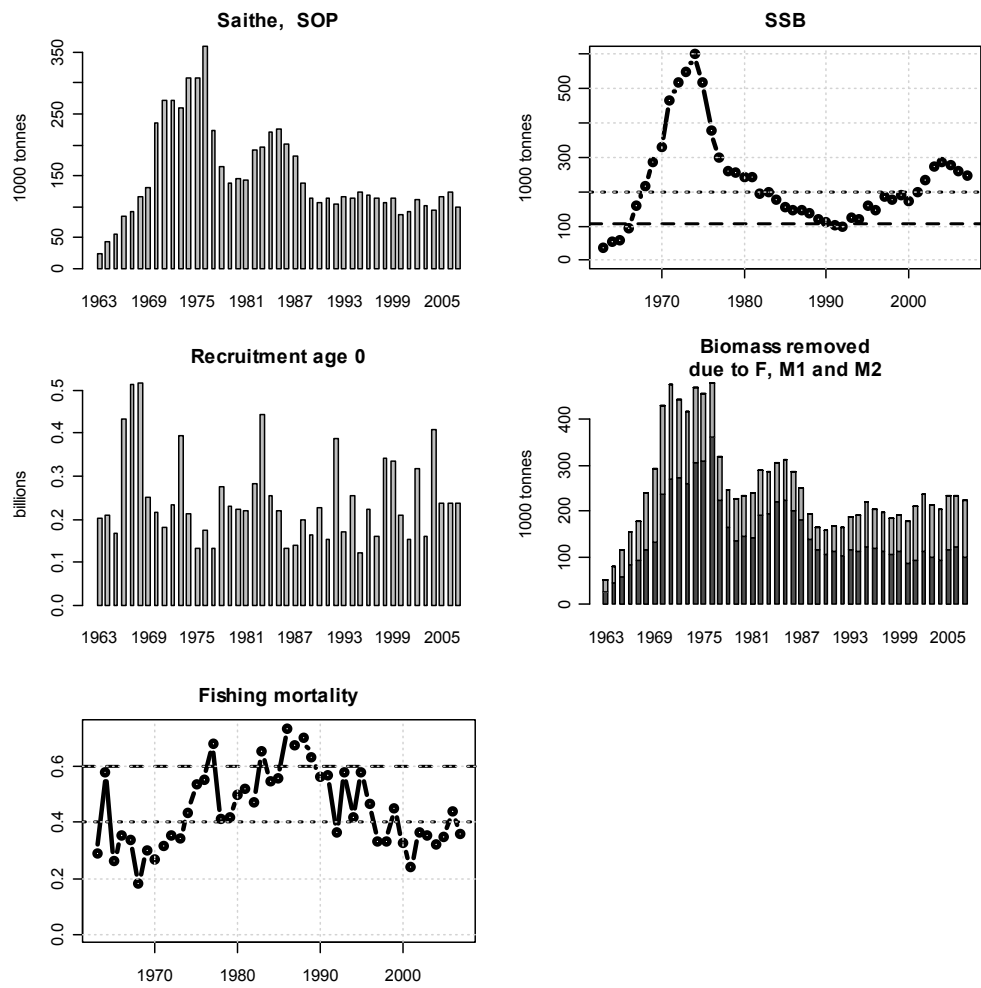 Saithe, SOP
1000 tonnes
350
250
150
50
0
1963 1969 1975 1981 1987 1993 1999 2005
SSB
1000 tonnes
500
300
100
0
1970 1980 1990 2000
Recruitment age 0
billions
0.5
0.4
0.3
0.2
0.1
0.0
1963 1969 1975 1981 1987 1993 1999 2005
Biomass removed
due to F, M1 and M2
1000 tonnes
400
300
200
100
0
1963 1969 1975 1981 1987 1993 1999 2005
Fishing mortality
0.6
0.4
0.2
0.0
1970 1980 1990 2000